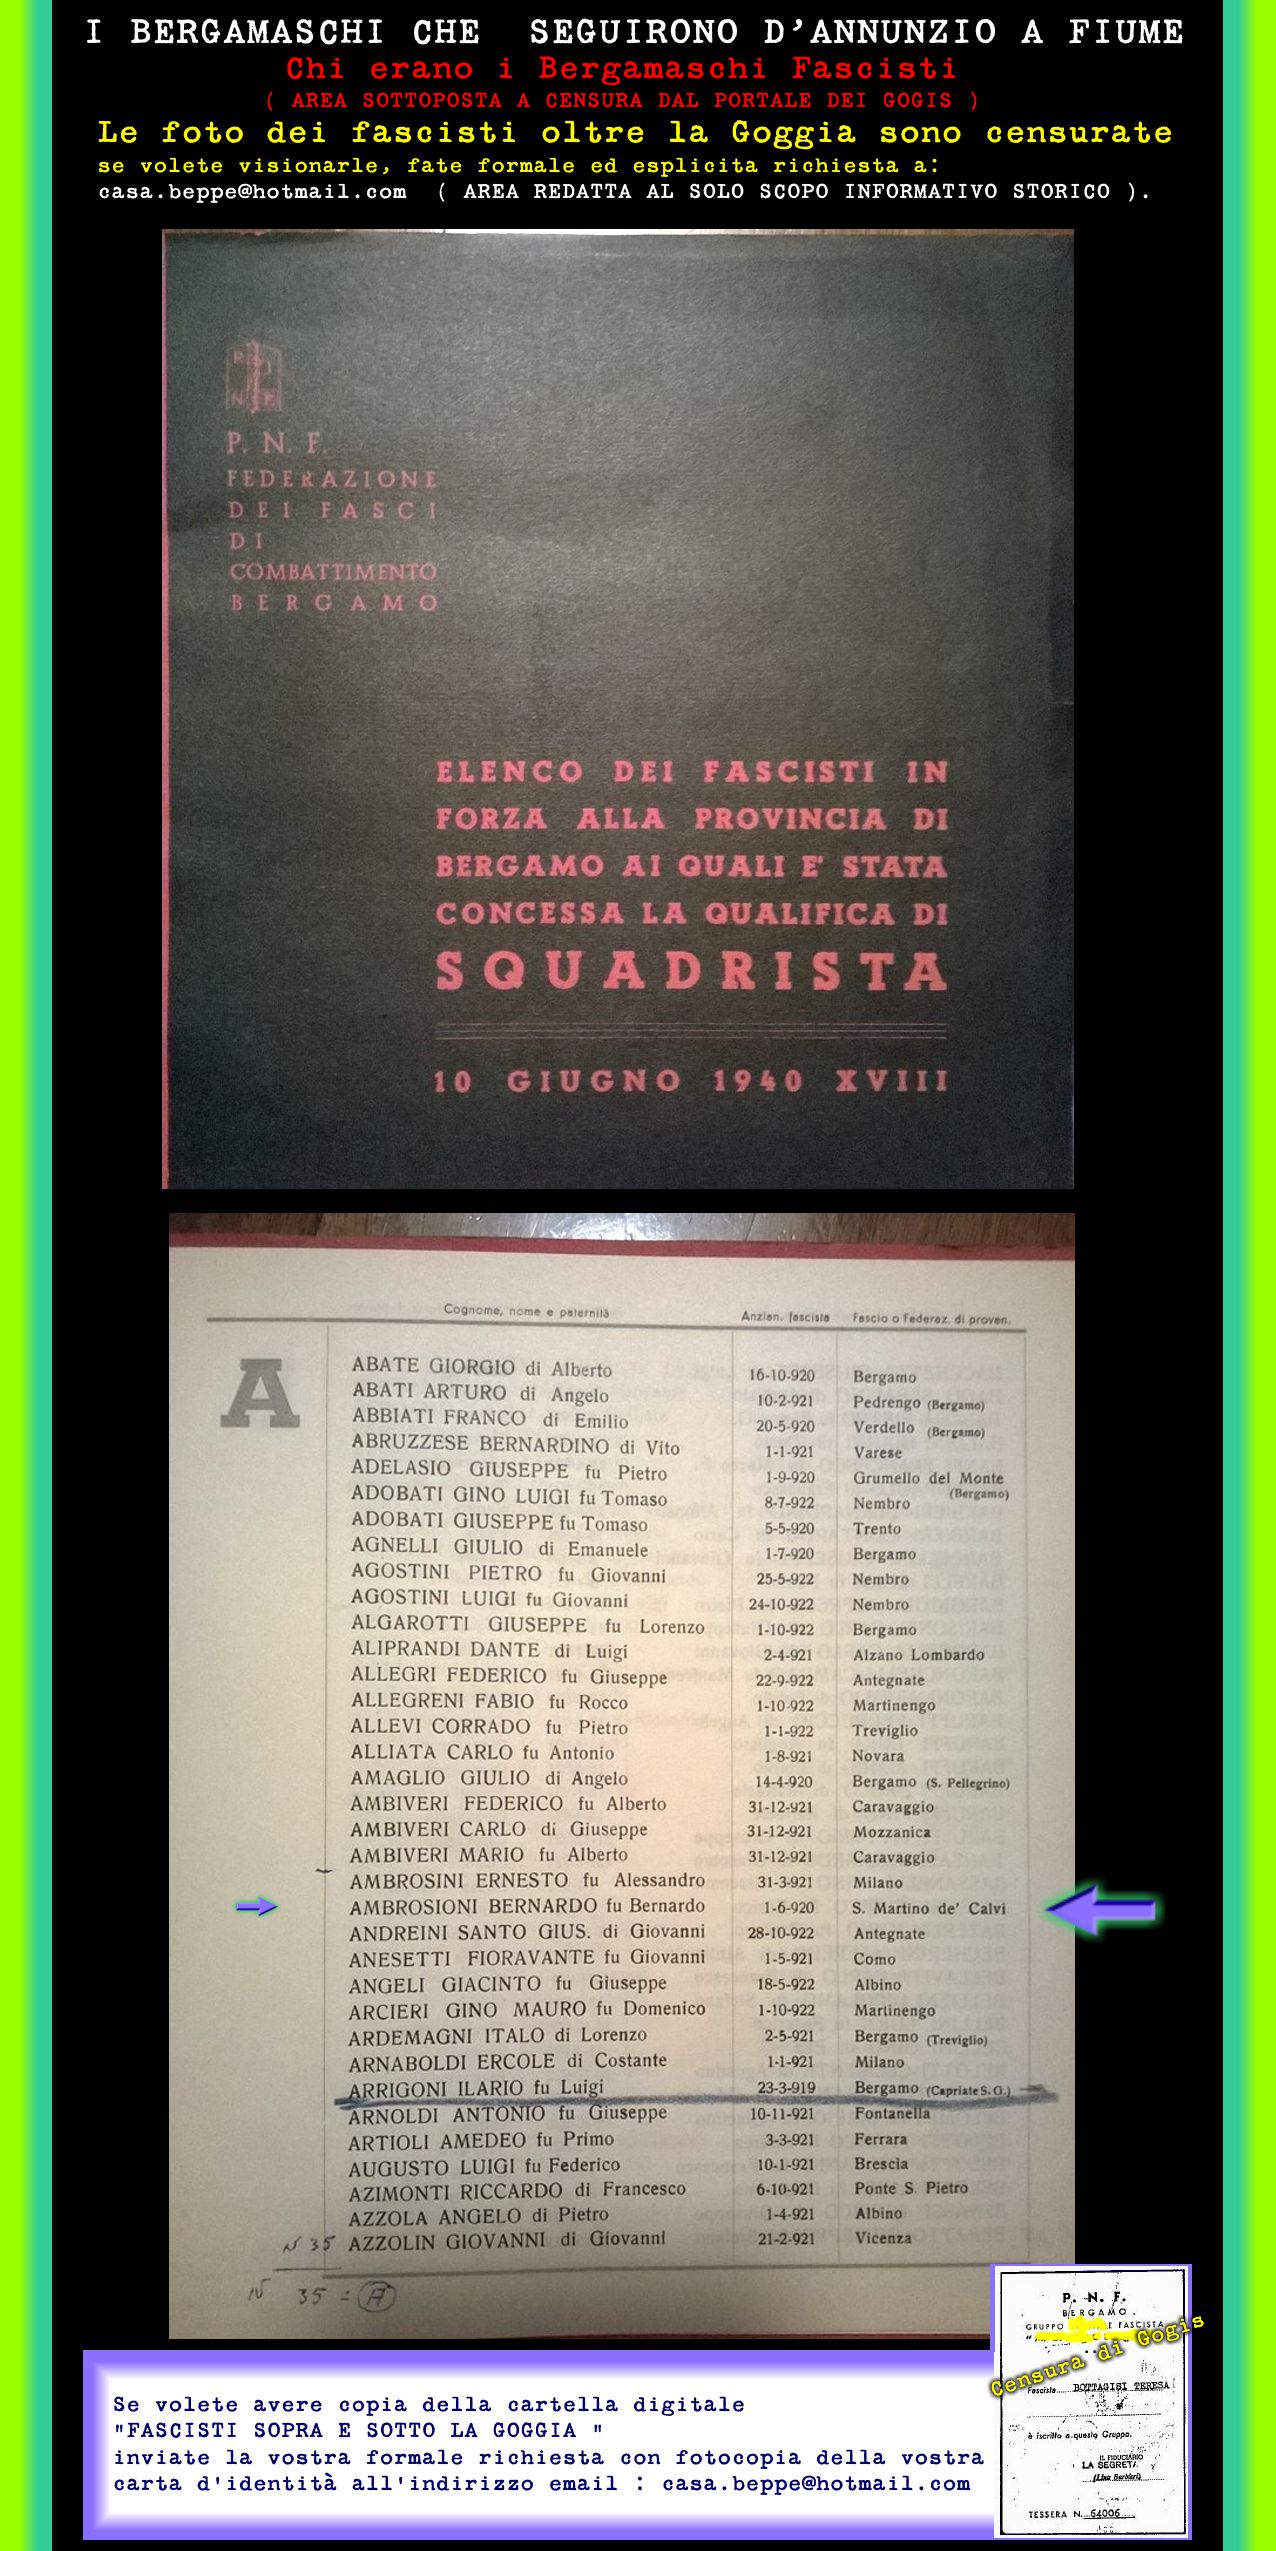 I BERGAMASCHI CHE SEGUIRONO D'ANNUNZIO A FIUME
Chi erano i Bergamaschi Fascisti
( AREA SOTTOPOSTA A CENSURA DAL PORTALE DEI GOGIS )
Le foto dei fascisti oltre la Goggia sono censurate
se volete visionarle, fate formale ed esplicita richiesta a:
casa.beppe@hotmail.com ( AREA REDATTA AL SOLO SCOPO INFORMATIVO STORICO ).
P N F
P. N. F.
FEDERAZIONE
DEI FASCI
DI
COMBATTIMENTO
BERGAMO
ELENCO DEI FASCISTI IN
FORZA ALLA PROVINCIA DI
BERGAMO AI QUALI E' STATA
CONCESSA LA QUALIFICA DI
SQUADRISTA
10 GIUGNO 1940 XVIII
Cognome, nome e paternità Anzian. fascista Fascio o Federaz. di proven.
A
ABATE GIORGIO di Alberto 16-10-920 Bergamo
ABATI ARTURO di Angelo 10-2-921 Pedrengo (Bergamo)
ABBIATI FRANCO di Emilio 20-5-920 Verdello (Bergamo)
ABRUZZESE BERNARDINO di Vito 1-1-921 Varese
ADELASIO GIUSEPPE fu Pietro 1-9-920 Grumello del Monte (Bergamo)
ADOBATI GINO LUIGI fu Tomaso 8-7-922 Nembro
ADOBATI GIUSEPPE fu Tomaso 5-5-920 Trento
AGNELLI GIULIO di Emanuele 1-7-920 Bergamo
AGOSTINI PIETRO fu Giovanni 25-5-922 Nembro
AGOSTINI LUIGI fu Giovanni 24-10-922 Nembro
ALGAROTTI GIUSEPPE fu Lorenzo 1-10-922 Bergamo
ALIPRANDI DANTE di Luigi 2-4-921 Alzano Lombardo
ALLEGRI FEDERICO fu Giuseppe 22-9-922 Antegnate
ALLEGRENI FABIO fu Rocco 1-10-922 Martinengo
ALLEVI CORRADO fu Pietro 1-1-922 Treviglio
ALLIATA CARLO fu Antonio 1-8-921 Novara
AMAGLIO GIULIO di Angelo 14-4-920 Bergamo (S. Pellegrino)
AMBIVERI FEDERICO fu Alberto 31-12-921 Caravaggio
AMBIVERI CARLO di Giuseppe 31-12-921 Mozzanica
AMBIVERI MARIO fu Alberto 31-12-921 Caravaggio
AMBROSINI ERNESTO fu Alessandro 31-3-921 Milano
AMBROSIONI BERNARDO fu Bernardo 1-6-920 S. Martino de' Calvi
ANDREINI SANTO GIUS. di Giovanni 28-10-922 Antegnate
ANESETTI FIORAVANTE fu Giovanni 1-5-921 Como
ANGELI GIACINTO fu Giuseppe 18-5-922 Albino
ARCIERI GINO MAURO fu Domenico 1-10-922 Martinengo
ARDEMAGNI ITALO di Lorenzo 2-5-921 Bergamo (Treviglio)
ARNABOLDI ERCOLE di Costante 1-1-921 Milano
ARRIGONI ILARIO fu Luigi 23-3-919 Bergamo (Capriate S. G.)
ARNOLDI ANTONIO fu Giuseppe 10-11-921 Fontanella
ARTIOLI AMEDEO fu Primo 3-3-921 Ferrara
AUGUSTO LUIGI fu Federico 10-1-921 Brescia
AZIMONTI RICCARDO di Francesco 6-10-921 Ponte S. Pietro
AZZOLA ANGELO di Pietro 1-4-921 Albino
AZZOLIN GIOVANNI di Giovanni 21-2-921 Vicenza
N 35
N 35 = A
P. N. F.
BERGAMO
GRUPPO E FASCISTA
Censura di Gogis
Fascista BOTTAGISI TERESA
è iscritta a questo Gruppo.
IL FIDUCIARIO
LA SEGRET
(Lina Barbieri)
TESSERA N. 64006
Se volete avere copia della cartella digitale
"FASCISTI SOPRA E SOTTO LA GOGGIA "
inviate la vostra formale richiesta con fotocopia della vostra
carta d'identità all'indirizzo email : casa.beppe@hotmail.com